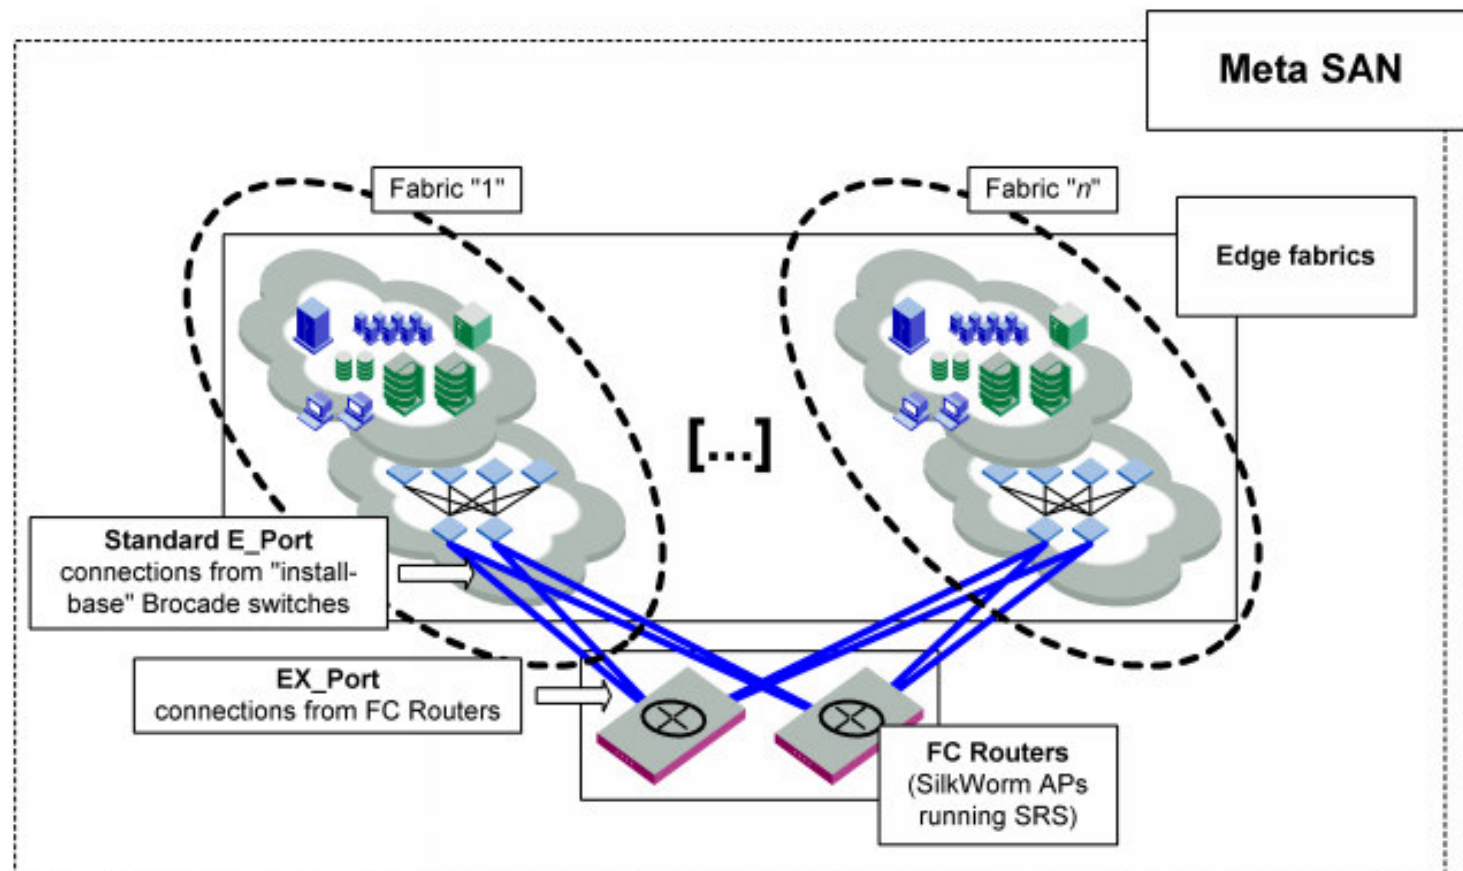 Meta SAN
Fabric "1"
Fabric "n"
Edge fabrics
[...]
Standard E_Port
connections from "install-
base" Brocade switches
EX_Port
connections from FC Routers
FC Routers
(SilkWorm APs
running SRS)